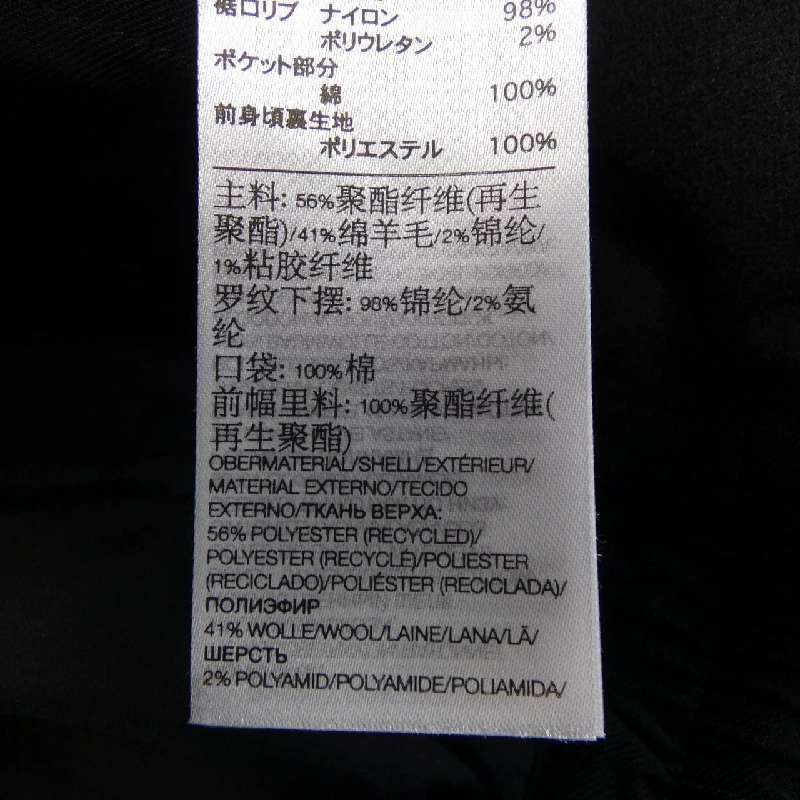 裾口リブ ナイロン 98%
ポリウレタン 2%
ポケット部分
綿 100%
前身頃裏生地
ポリエステル 100%
主料: 56%聚酯纤维(再生
聚酯)/41%绵羊毛/2%锦纶/
1%粘胶纤维
罗纹下摆: 98%锦纶/2%氨
纶
口袋: 100%棉
前幅里料: 100%聚酯纤维(
再生聚酯)
OBERMATERIAL/SHELL/EXTÉRIEUR/
MATERIAL EXTERNO/TECIDO
EXTERNO/ТКАНЬ ВЕРХА:
56% POLYESTER (RECYCLED)/
POLYESTER (RECYCLÉ)/POLIESTER
(RECICLADO)/POLIÉSTER (RECICLADA)/
ПОЛИЭФИР
41% WOLLE/WOOL/LAINE/LANA/LÃ/
ШЕРСТЬ
2% POLYAMID/POLYAMIDE/POLIAMIDA/